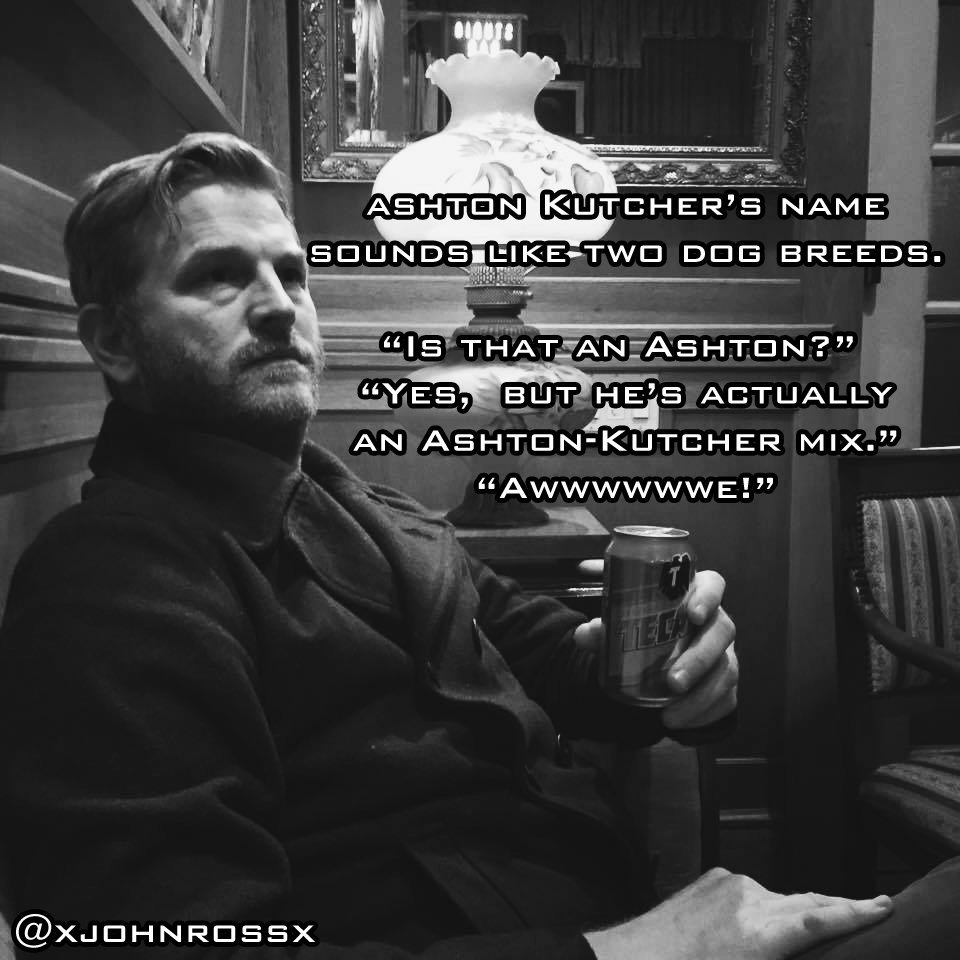 ashton Kutcher’s name
sounds like two dog breeds.
“Is that an Ashton?”
“Yes, but he’s actually
an Ashton-Kutcher mix.”
“Awwwwwwe!”
T
TECA
@xjohnrossx